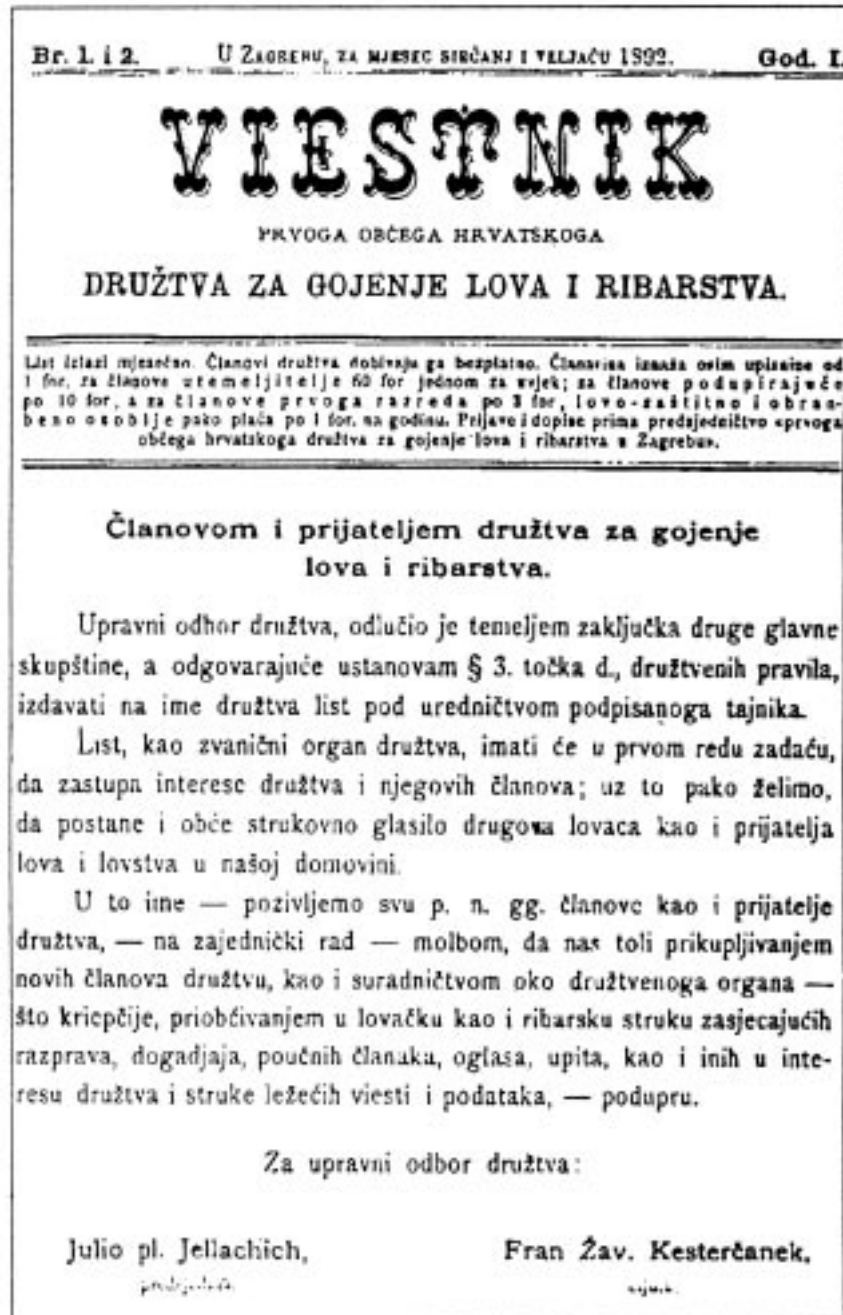 Br. 1. i 2. U ZAGREBU, ZA MJESEC SIEČANJ I VELJAČU 1892. God. I.
VIESTNIK
PRVOGA OBĆEGA HRVATSKOGA
DRUŽTVA ZA GOJENJE LOVA I RIBARSTVA.
List izlazi mjesečno. Članovi družtva dobivaju ga bezplatno. Članarina iznaša osim upisnine od
1 for. za članove utemeljitelje 60 for jednom za uvjek; za članove podupirajuće
po 10 for, a za članove prvoga razreda po 3 for, lovo-zaštitno i obran-
beno osoblje pako plaća po 1 for. na godinu. Prijave i dopise prima predsjedničtvo «prvoga
obćega hrvatskoga družtva za gojenje lova i ribarstva u Zagrebu».
Članovom i prijateljem družtva za gojenje
lova i ribarstva.
Upravni odbor družtva, odlučio je temeljem zaključka druge glavne
skupštine, a odgovarajuće ustanovam § 3. točka d., družtvenih pravila,
izdavati na ime družtva list pod uredničtvom podpisanoga tajnika.
List, kao zvanični organ družtva, imati će u prvom redu zadaću,
da zastupa interese družtva i njegovih članova; uz to pako želimo,
da postane i obće strukovno glasilo drugova lovaca kao i prijatelja
lova i lovstva u našoj domovini.
U to ime — pozivljemo svu p. n. gg. članove kao i prijatelje
družtva, — na zajednički rad — molbom, da nas toli prikupljivanjem
novih članova družtvu, kao i suradničtvom oko družtvenoga organa —
što kriepčije, priobćivanjem u lovačku kao i ribarsku struku zasjecajućih
razprava, dogadjaja, poučnih članaka, oglasa, upita, kao i inih u inte-
resu družtva i struke ležećih viesti i podataka, — podupru.
Za upravni odbor družtva:
Julio pl. Jellachich, Fran Žav. Kesterčanek,
predsjednik. tajnik.